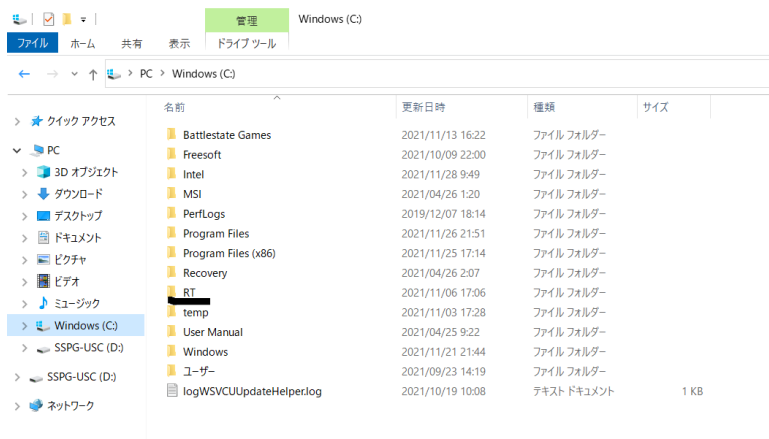 管理 Windows (C:)
ファイル ホーム 共有 表示 ドライブ ツール
PC Windows (C:)
名前 更新日時 種類 サイズ
クイック アクセス
PC
3D オブジェクト
ダウンロード
デスクトップ
ドキュメント
ピクチャ
ビデオ
ミュージック
Windows (C:)
SSPG-USC (D:)
SSPG-USC (D:)
ネットワーク
Battlestate Games 2021/11/13 16:22 ファイル フォルダー
Freesoft 2021/10/09 22:00 ファイル フォルダー
Intel 2021/11/28 9:49 ファイル フォルダー
MSI 2021/04/26 1:20 ファイル フォルダー
PerfLogs 2019/12/07 18:14 ファイル フォルダー
Program Files 2021/11/26 21:51 ファイル フォルダー
Program Files (x86) 2021/11/25 17:14 ファイル フォルダー
Recovery 2021/04/26 2:07 ファイル フォルダー
RT 2021/11/06 17:06 ファイル フォルダー
temp 2021/11/03 17:28 ファイル フォルダー
User Manual 2021/04/25 9:22 ファイル フォルダー
Windows 2021/11/21 21:44 ファイル フォルダー
ユーザー 2021/09/23 14:19 ファイル フォルダー
logWSVCUUpdateHelper.log 2021/10/19 10:08 テキスト ドキュメント 1 KB